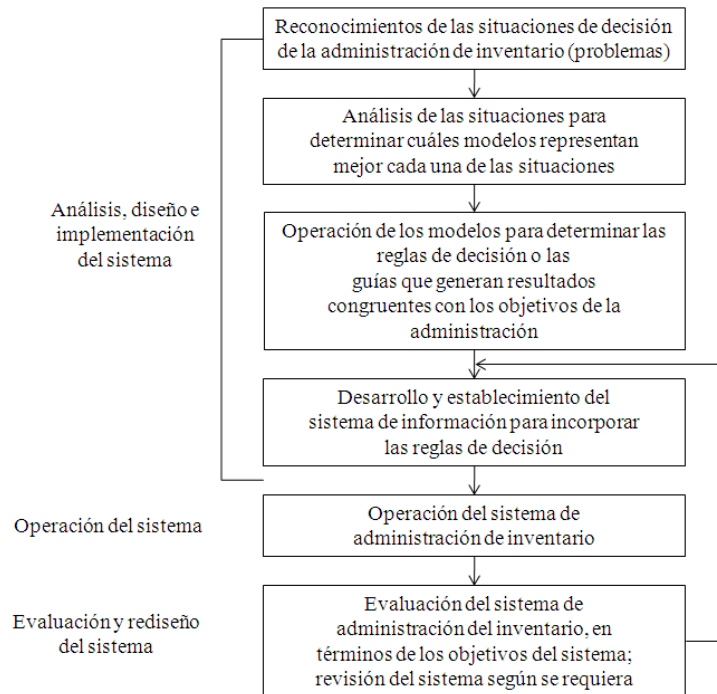 Reconocimientos de las situaciones de decisión
de la administración de inventario (problemas)
Análisis de las situaciones para
determinar cuáles modelos representan
mejor cada una de las situaciones
Análisis, diseño e
implementación
del sistema
Operación de los modelos para determinar las
reglas de decisión o las
guías que generan resultados
congruentes con los objetivos de la
administración
Desarrollo y establecimiento del
sistema de información para incorporar
las reglas de decisión
Operación del sistema
Operación del sistema de
administración de inventario
Evaluación y rediseño
del sistema
Evaluación del sistema de
administración del inventario, en
términos de los objetivos del sistema;
revisión del sistema según se requiera